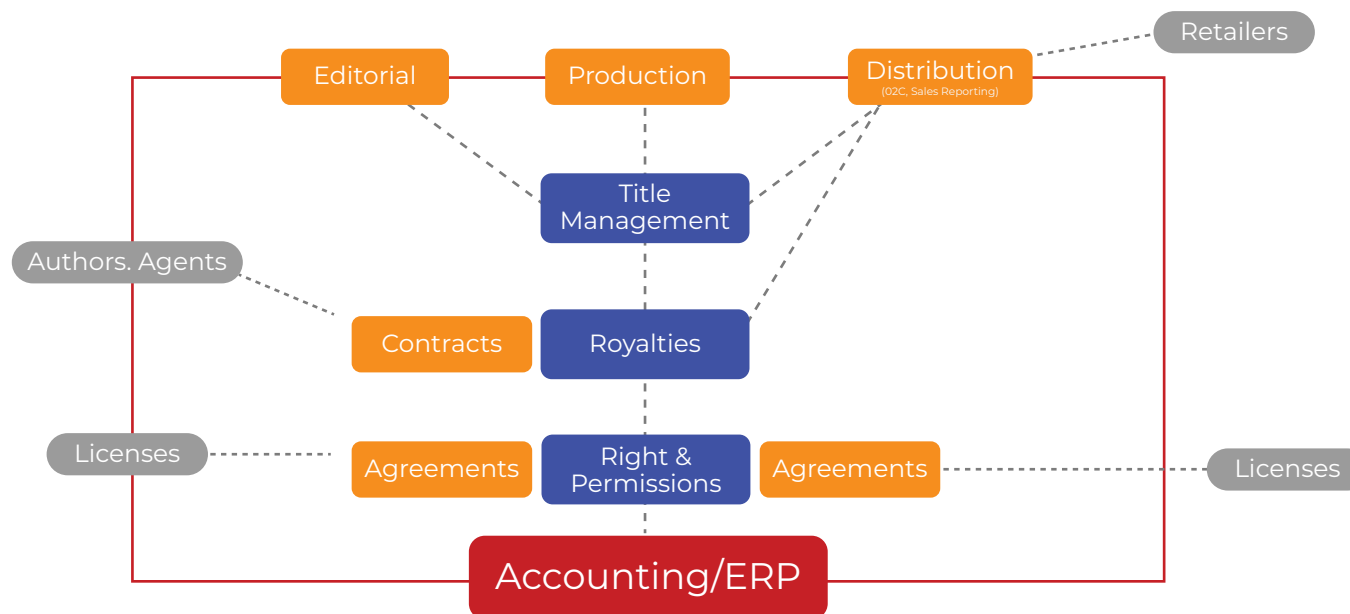 Retailers
Editorial
Production
Distribution
(02C, Sales Reporting)
Title
Management
Authors. Agents
Contracts
Royalties
Licenses
Agreements
Right &
Permissions
Agreements
Licenses
Accounting/ERP